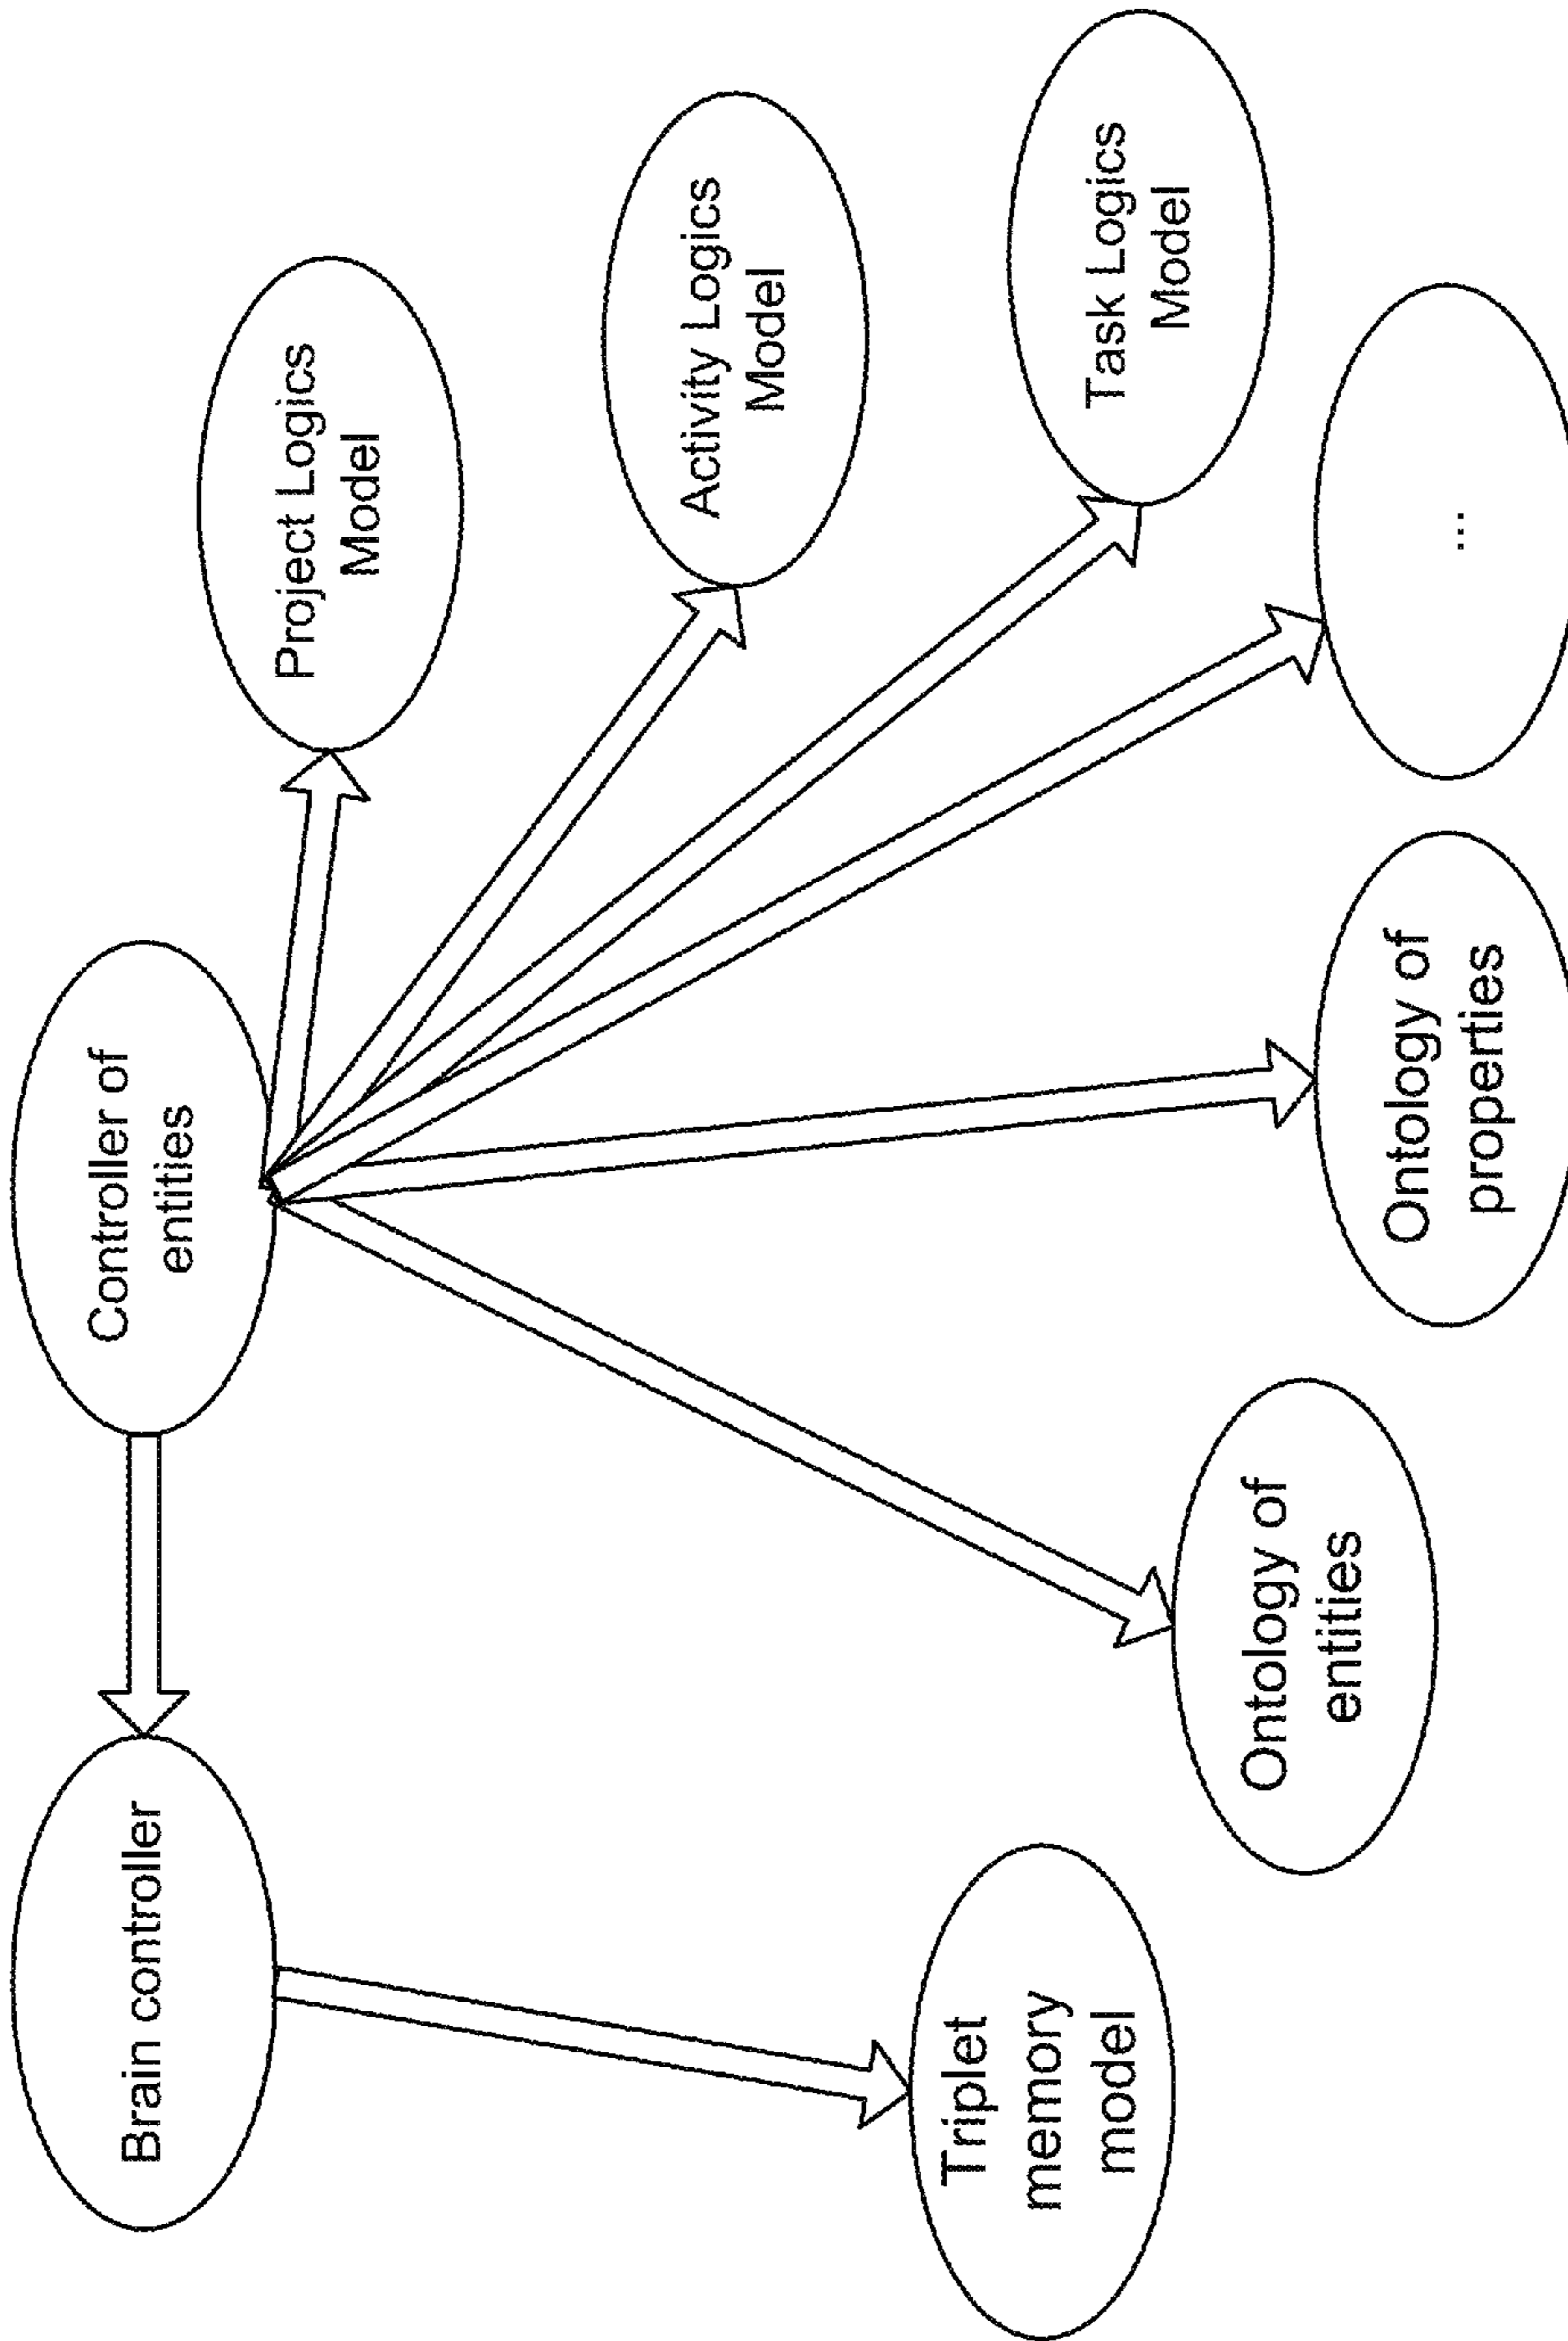 Brain controller
Controller of
entities
Project Logics
Model
Activity Logics
Model
Task Logics
Model
...
Ontology of
properties
Ontology of
entities
Triplet
memory
model